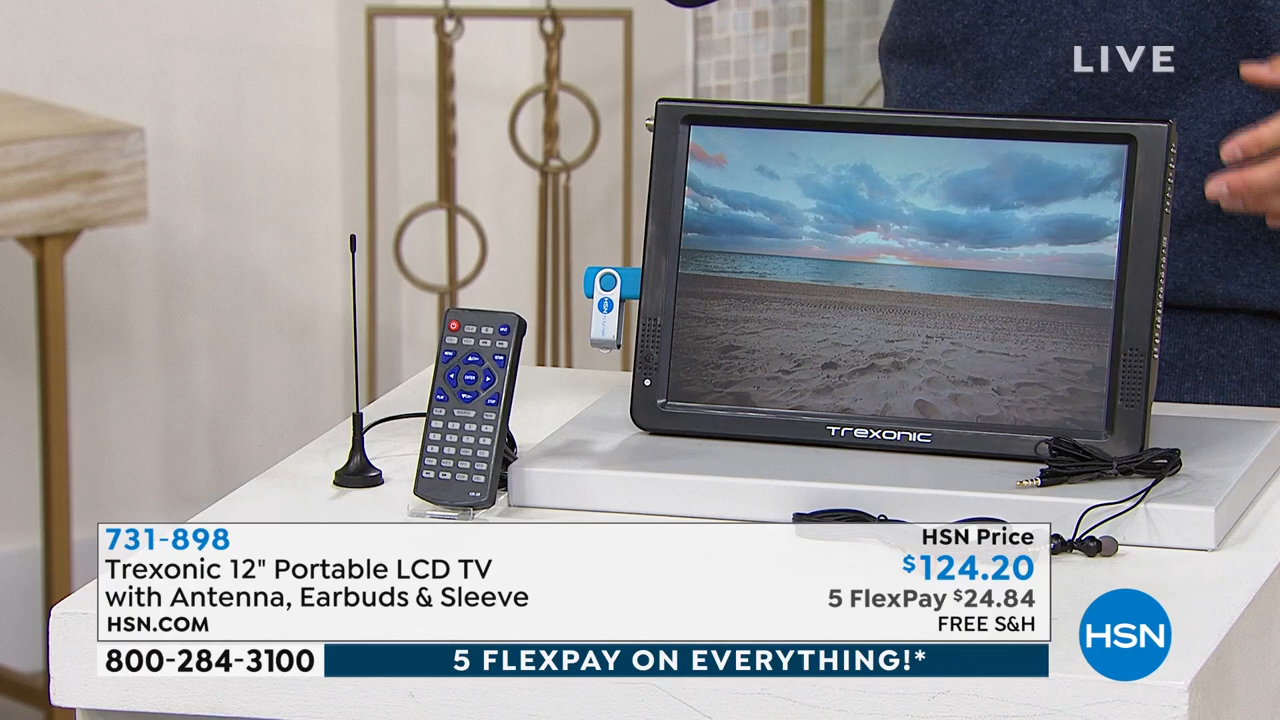 LIVE
HSN
Trexonic
731-898
Trexonic 12" Portable LCD TV
with Antenna, Earbuds & Sleeve
HSN.COM
HSN Price
$124.20
5 FlexPay $24.84
FREE S&H
HSN
800-284-3100
5 FLEXPAY ON EVERYTHING!*